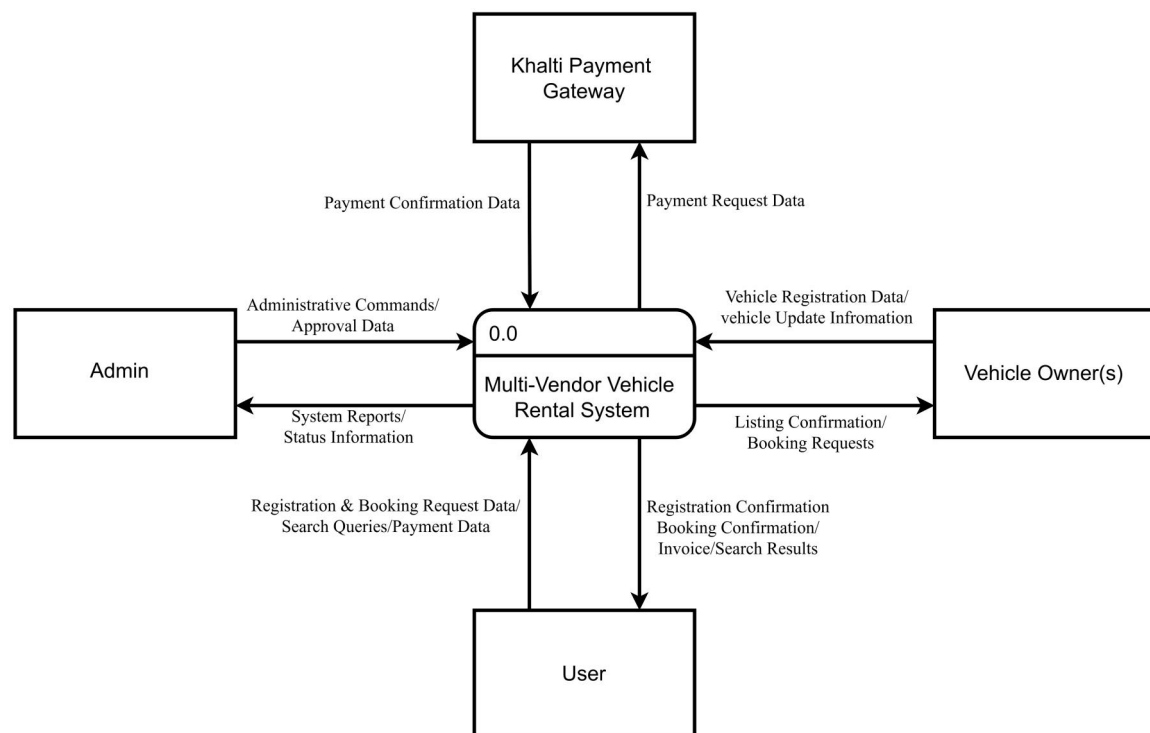 Khalti Payment
Gateway
Payment Confirmation Data
Payment Request Data
Administrative Commands/
Approval Data
Vehicle Registration Data/
vehicle Update Infromation
0.0
Admin
Multi-Vendor Vehicle
Rental System
Vehicle Owner(s)
System Reports/
Status Information
Listing Confirmation/
Booking Requests
Registration & Booking Request Data/
Search Queries/Payment Data
Registration Confirmation
Booking Confirmation/
Invoice/Search Results
User